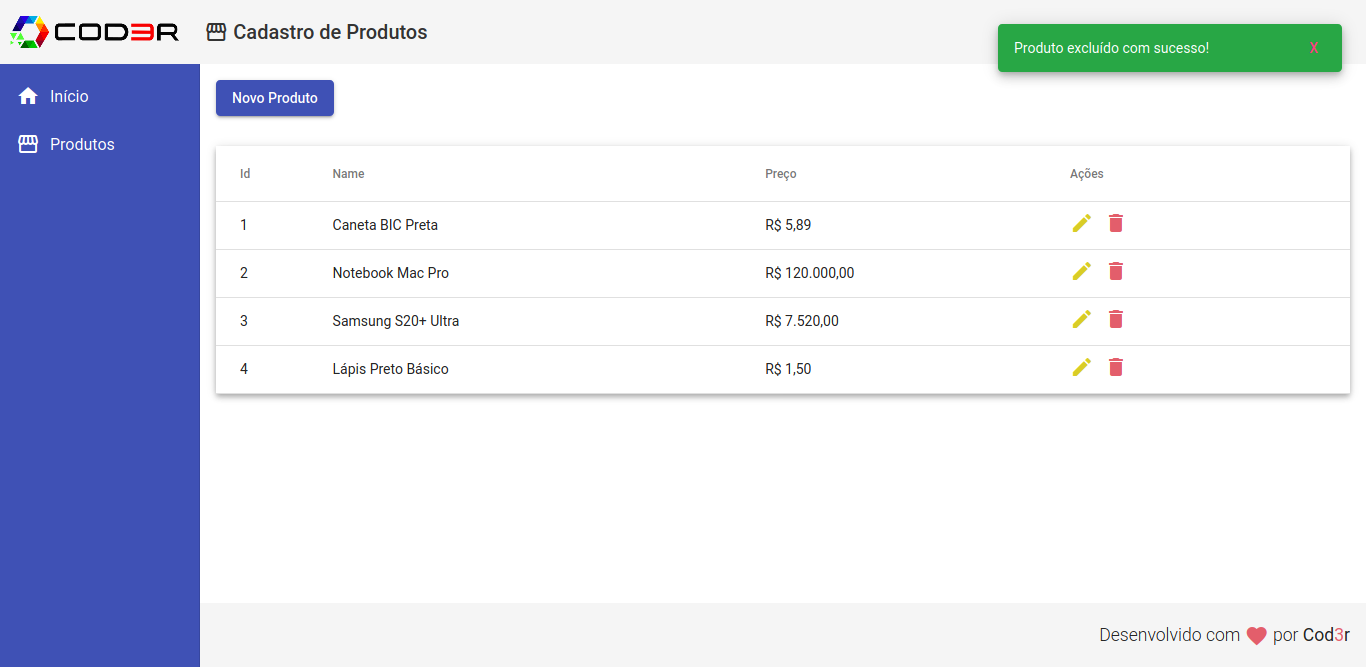 COD3R
Cadastro de Produtos
Produto excluído com sucesso! X
Início
Produtos
Novo Produto
Id Name Preço Ações
1 Caneta BIC Preta R$ 5,89
2 Notebook Mac Pro R$ 120.000,00
3 Samsung S20+ Ultra R$ 7.520,00
4 Lápis Preto Básico R$ 1,50
Desenvolvido com por Cod3r